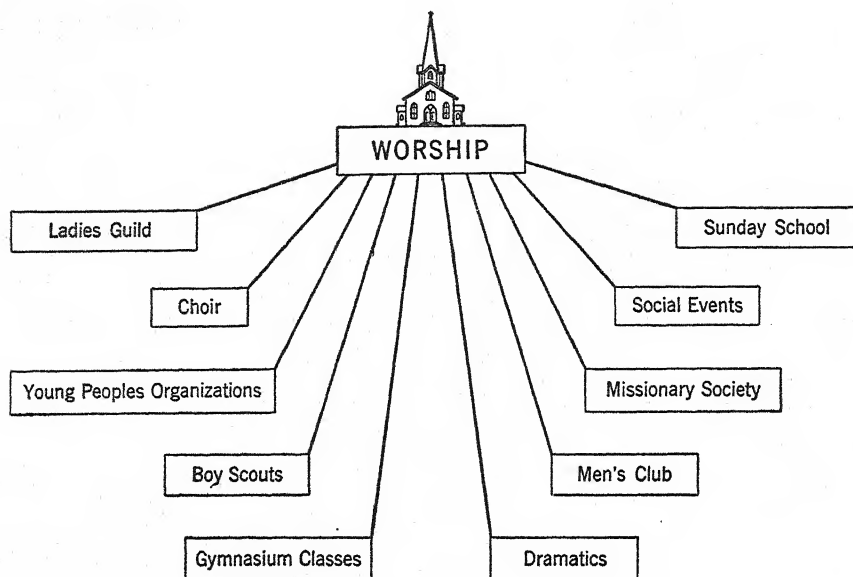 WORSHIP
Ladies Guild
Sunday School
Choir
Social Events
Young Peoples Organizations
Missionary Society
Boy Scouts
Men's Club
Gymnasium Classes
Dramatics